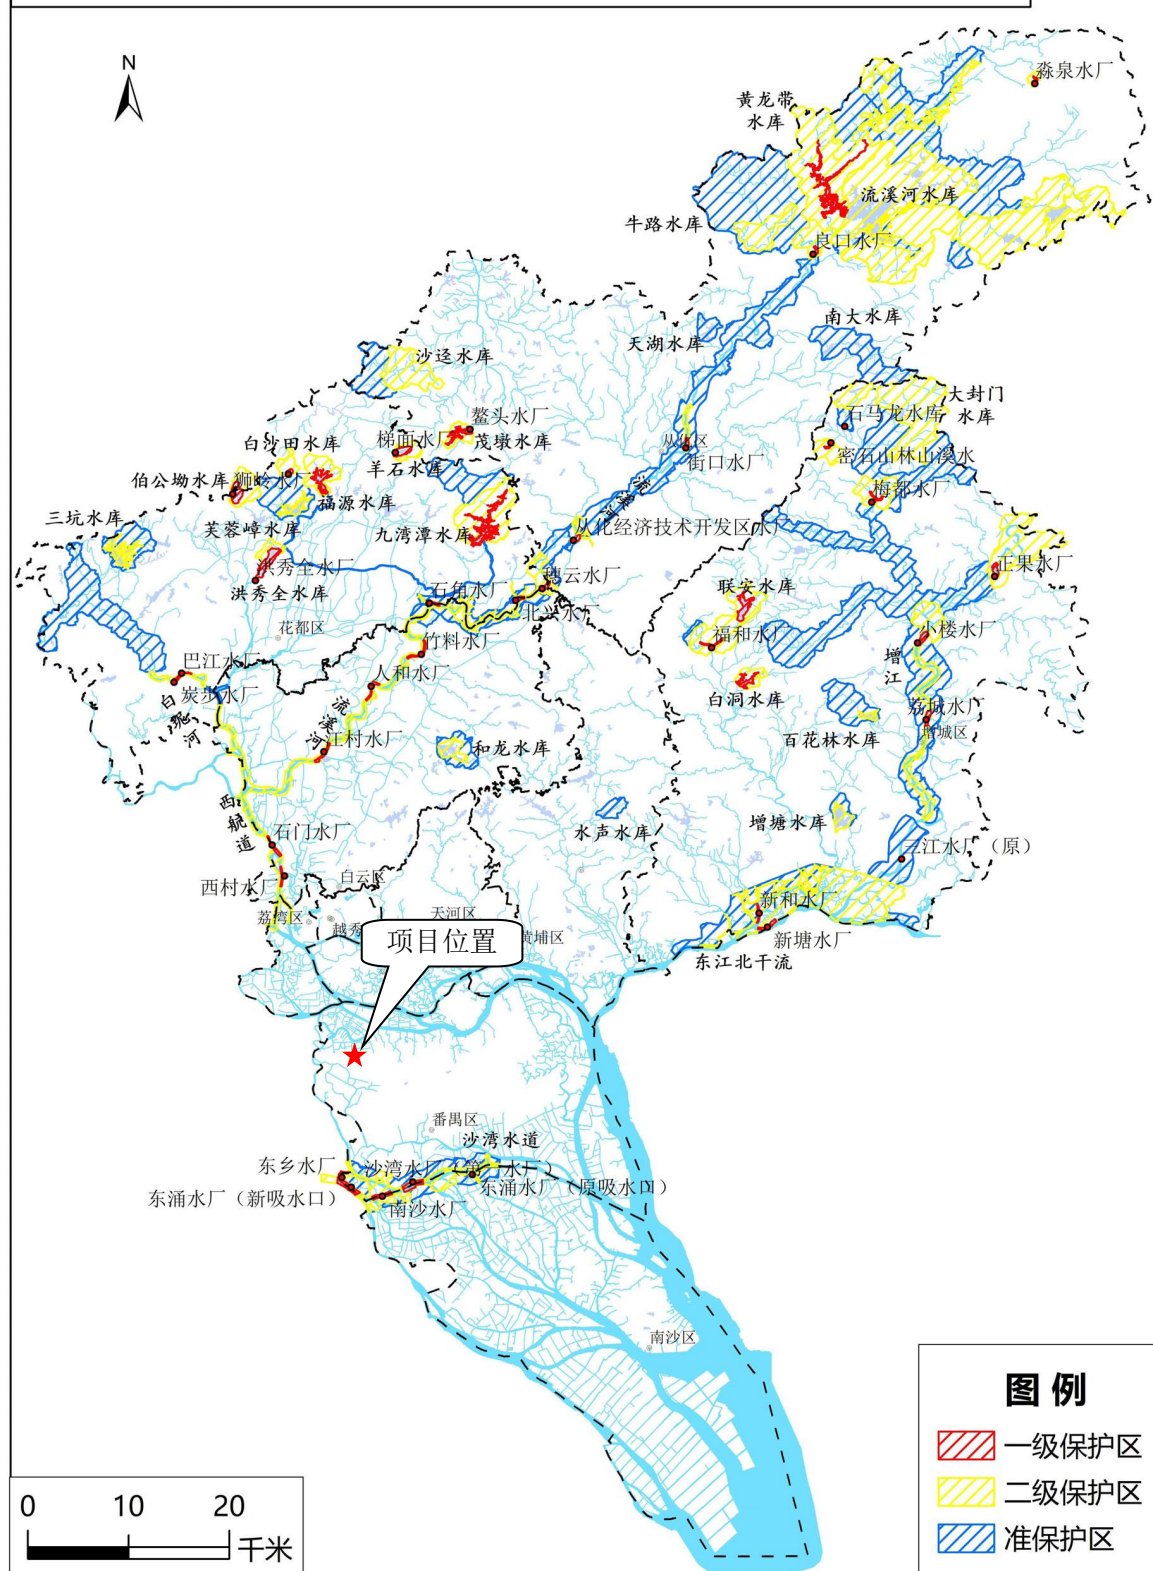 N
淼泉水厂
黄龙带
水库
流溪河水库
牛路水库
良口水厂
南大水库
天湖水库
沙迳水库
大封门
水库
石马龙水库
鳌头水厂
梯面水厂
茂墩水库
从化区
街口水厂
密石山林山溪水
白沙田水库
羊石水库
伯公坳水库
狮岭水厂
福源水库
梅都水厂
流溪河
三坑水库
芙蓉嶂水库
九湾潭水库
从化经济技术开发区水厂
洪秀全水厂
洪秀全水库
穗云水厂
正果水厂
联安水库
石角水厂
北兴水厂
花都区
福和水厂
小楼水厂
竹料水厂
巴江水厂
炭步水厂
人和水厂
增江
白洞水库
白坭河
流溪河
荔城水厂
增城区
江村水厂
和龙水库
百花林水库
西航道
水声水库
增塘水库
石门水厂
三江水厂（原）
西村水厂
白云区
新和水厂
荔湾区
越秀
天河区
黄埔区
新塘水厂
项目位置
东江北干流
番禺区
沙湾水道
东乡水厂
沙湾水厂（第一水厂）
东涌水厂（新吸水口）
东涌水厂（原吸水口）
南沙水厂
南沙区
图例
一级保护区
二级保护区
准保护区
0 10 20
千米